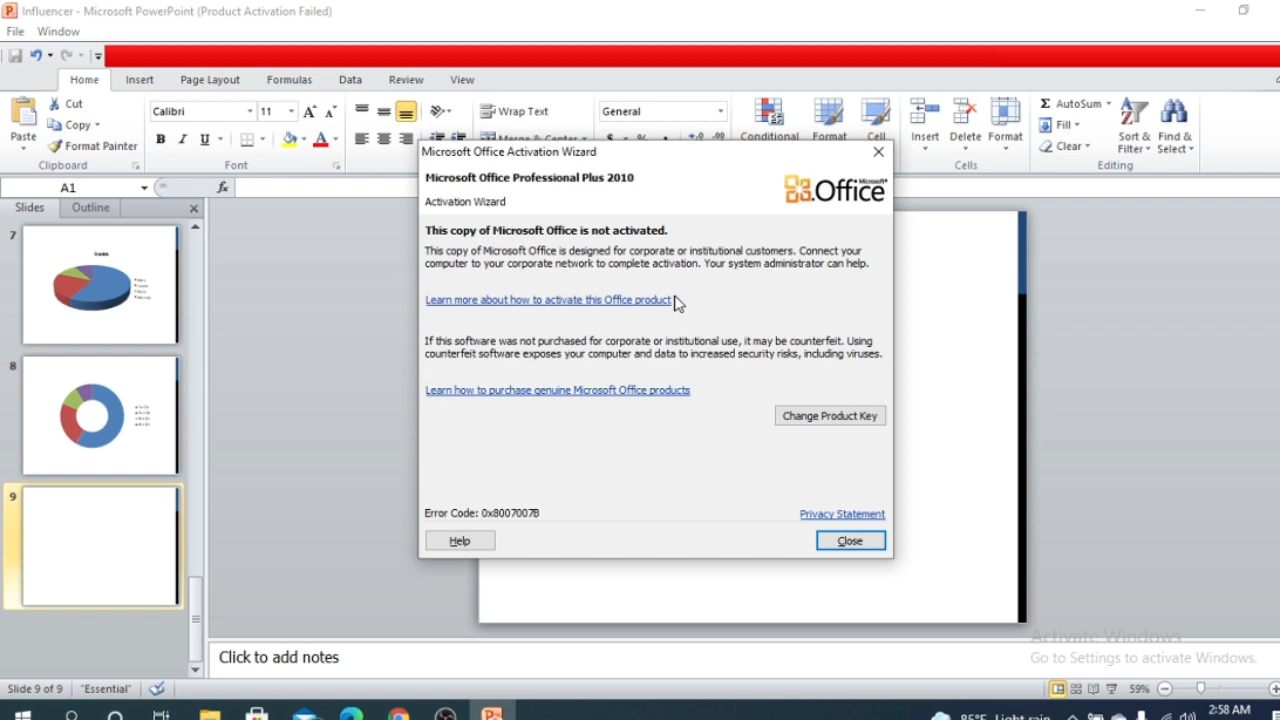 Influencer - Microsoft PowerPoint (Product Activation Failed)
File Window
Home Insert Page Layout Formulas Data Review View
Cut
Copy
Format Painter
Paste
Clipboard
Calibri 11
B I U
Font
Wrap Text
General
Conditional Format Cell
Insert Delete Format
Cells
Σ AutoSum
Fill
Clear
Sort & Filter
Find & Select
Editing
A1 fx
Slides Outline
7
8
9
Microsoft Office Activation Wizard
Microsoft Office Professional Plus 2010
Activation Wizard
Microsoft Office
This copy of Microsoft Office is not activated.
This copy of Microsoft Office is designed for corporate or institutional customers. Connect your
computer to your corporate network to complete activation. Your system administrator can help.
Learn more about how to activate this Office product
If this software was not purchased for corporate or institutional use, it may be counterfeit. Using
counterfeit software exposes your computer and data to increased security risks, including viruses.
Learn how to purchase genuine Microsoft Office products
Change Product Key
Error Code: 0x8007007B
Privacy Statement
Help Close
Activate Windows
Go to Settings to activate Windows.
Click to add notes
Slide 9 of 9 "Essential" 59%
85°F Light rain 2:58 AM